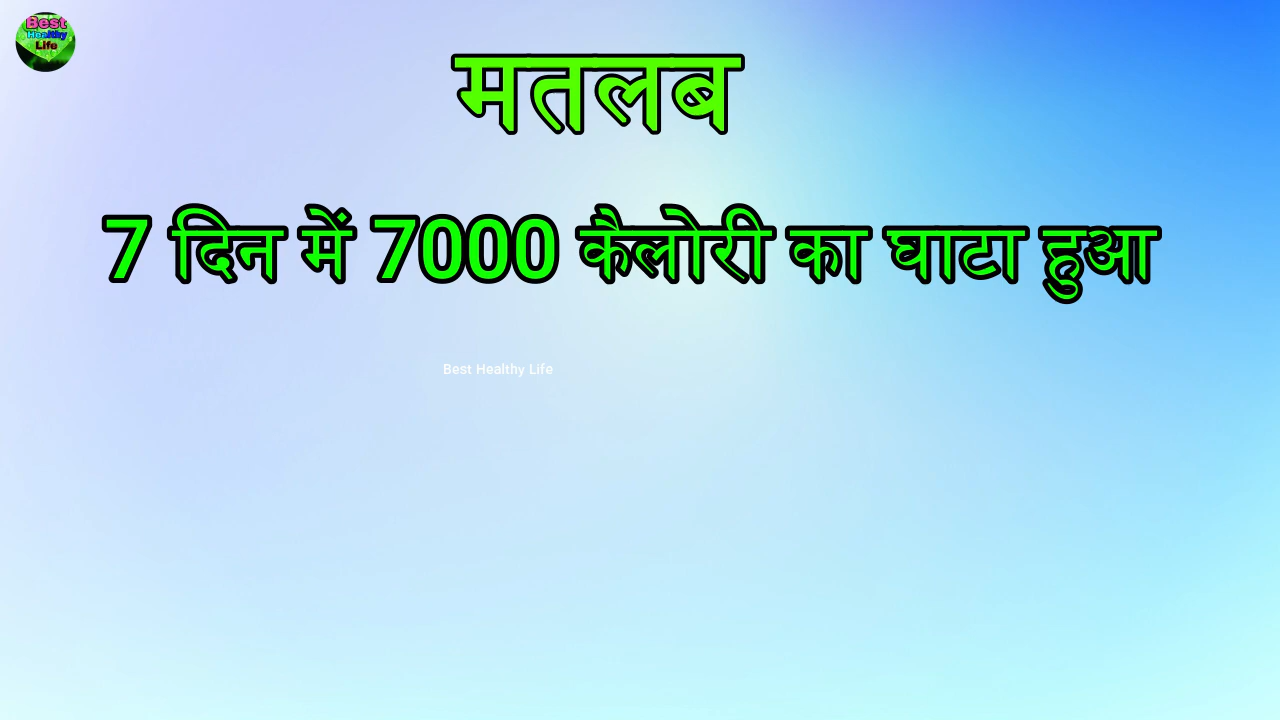 Best
Healthy
Life
मतलब
7 दिन में 7000 कैलोरी का घाटा हुआ
Best Healthy Life